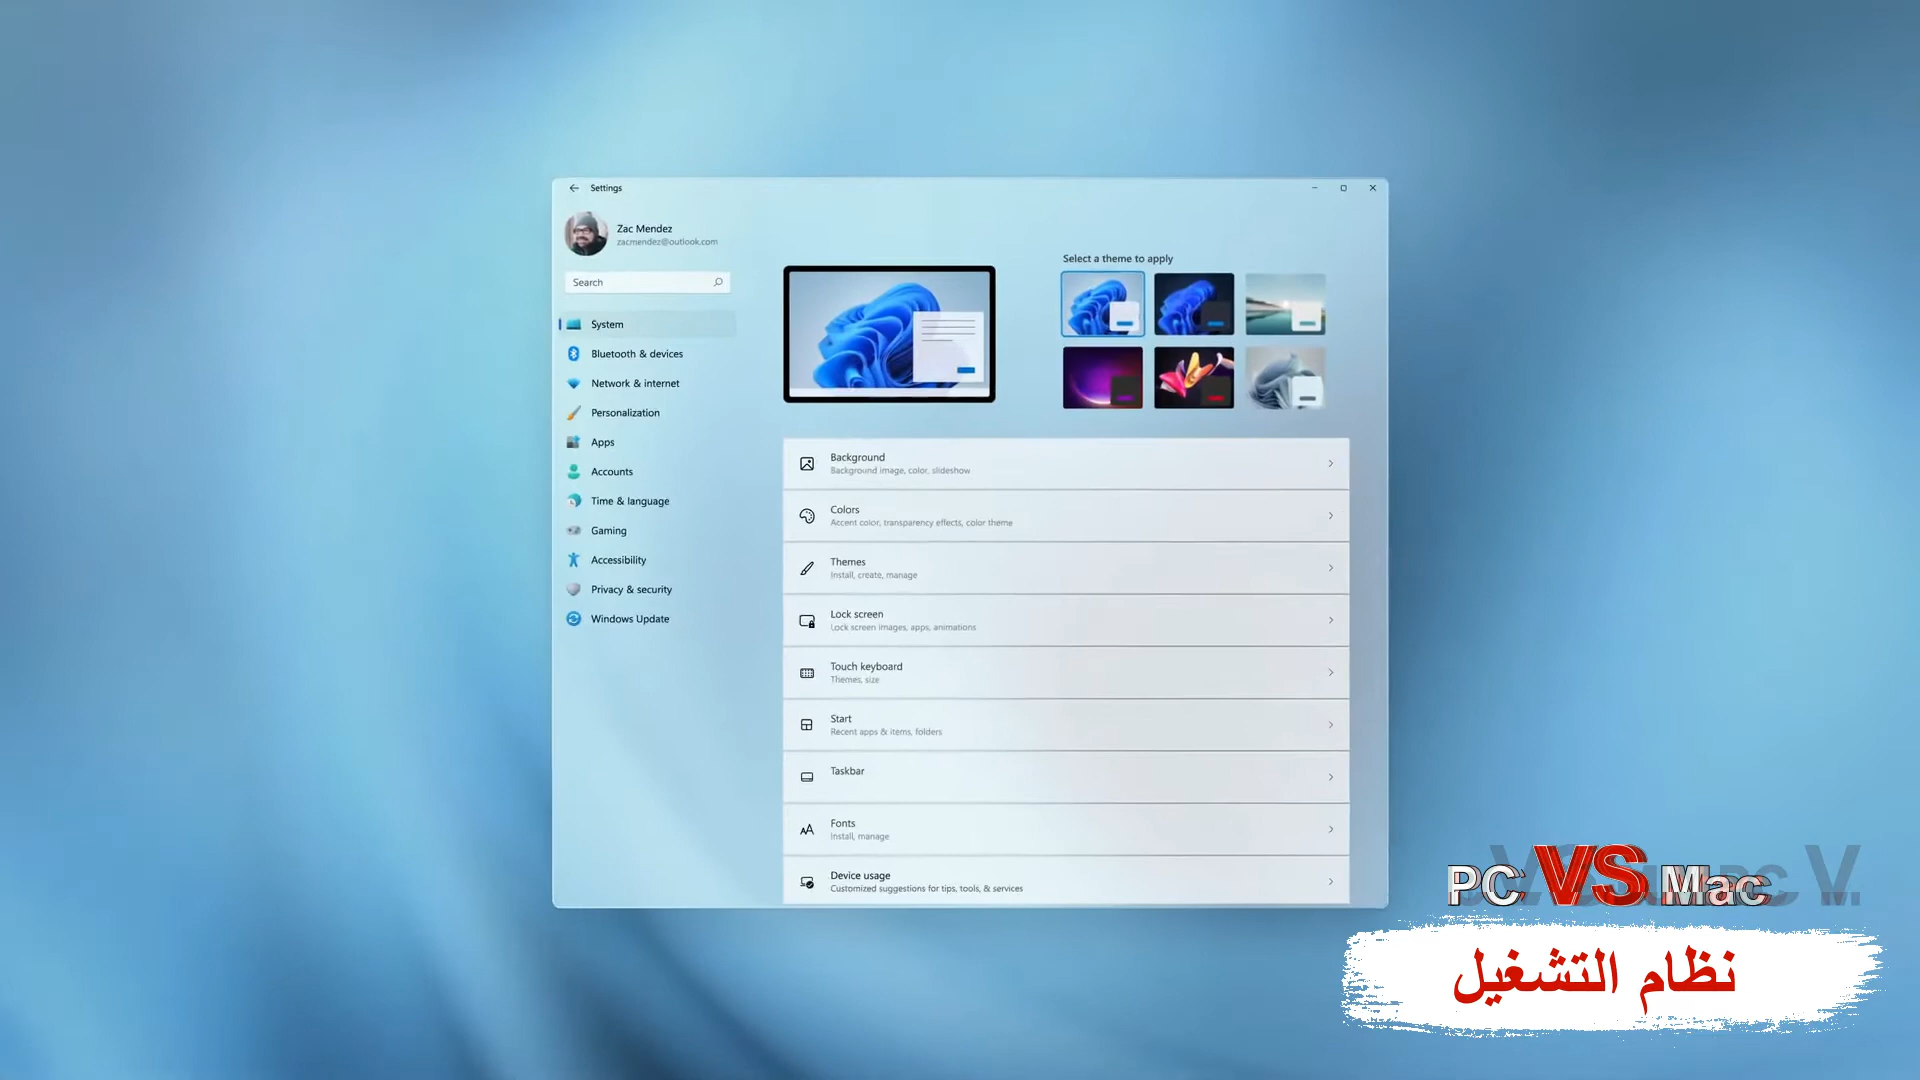 Settings
Zac Mendez
zacmendez@outlook.com
Search
System
Bluetooth & devices
Network & internet
Personalization
Apps
Accounts
Time & language
Gaming
Accessibility
Privacy & security
Windows Update
Select a theme to apply
Background
Background image, color, slideshow
Colors
Accent color, transparency effects, color theme
Themes
Install, create, manage
Lock screen
Lock screen images, apps, animations
Touch keyboard
Themes, size
Start
Recent apps & items, folders
Taskbar
Fonts
Install, manage
Device usage
Customized suggestions for tips, tools, & services
PC VS Mac
نظام التشغيل